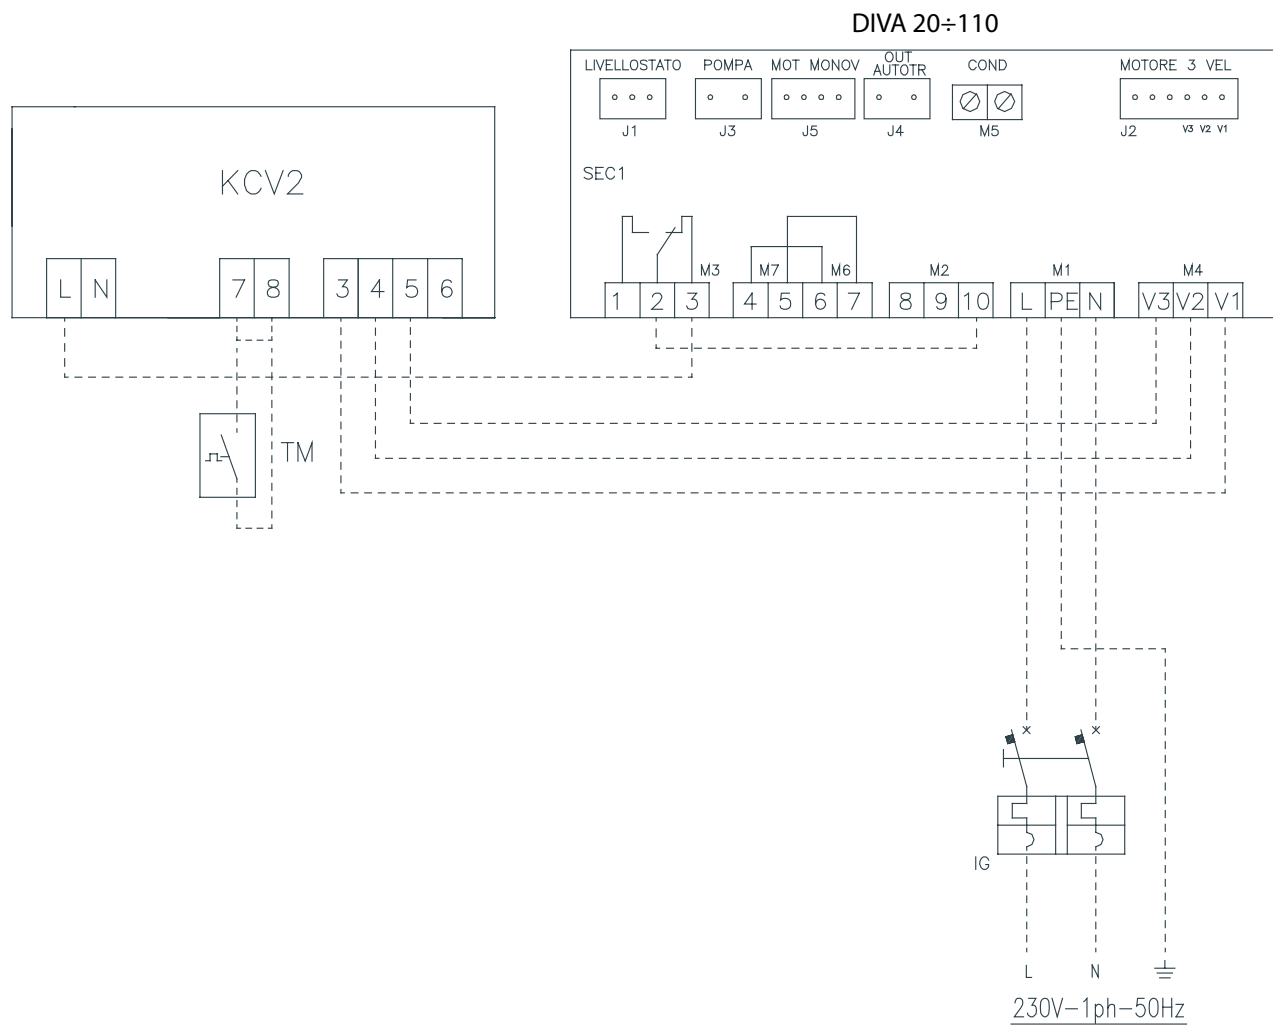 DIVA 20÷110
LIVELLOSTATO POMPA MOT MONOV OUT AUTOTR COND MOTORE 3 VEL
J1 J3 J5 J4 M5 J2 V3 V2 V1
SEC1
KCV2
M3 M7 M6 M2 M1 M4
L N 7 8 3 4 5 6
1 2 3 4 5 6 7 8 9 10 L PE N V3 V2 V1
TM
IG
L N
230V-1ph-50Hz